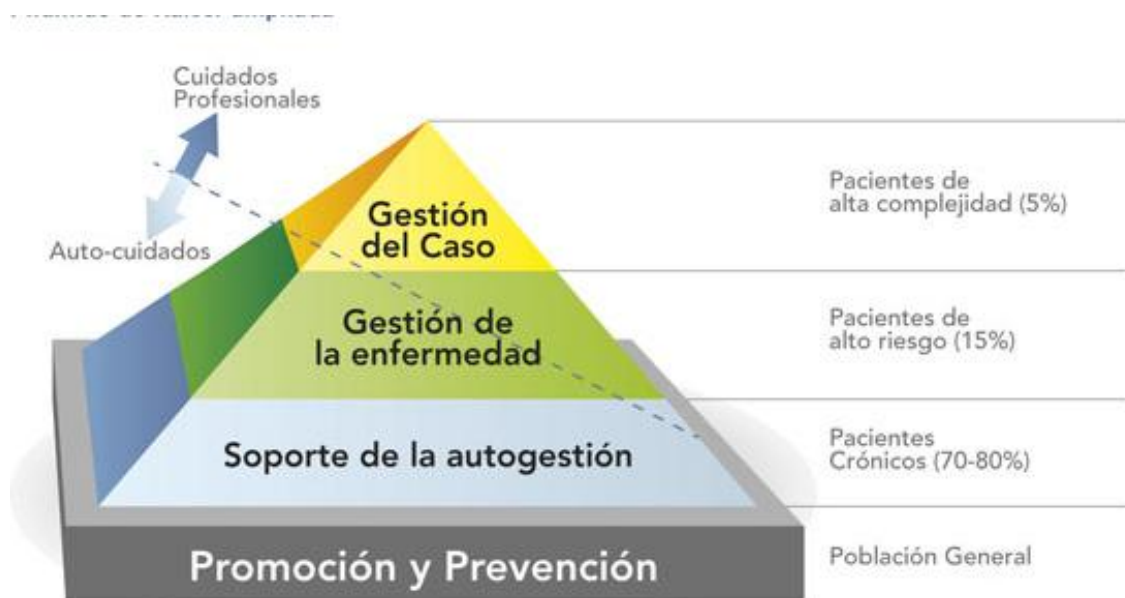 Cuidados
Profesionales
Auto-cuidados
Gestión
del Caso
Pacientes de
alta complejidad (5%)
Gestión de
la enfermedad
Pacientes de
alto riesgo (15%)
Soporte de la autogestión
Pacientes
Crónicos (70-80%)
Promoción y Prevención
Población General